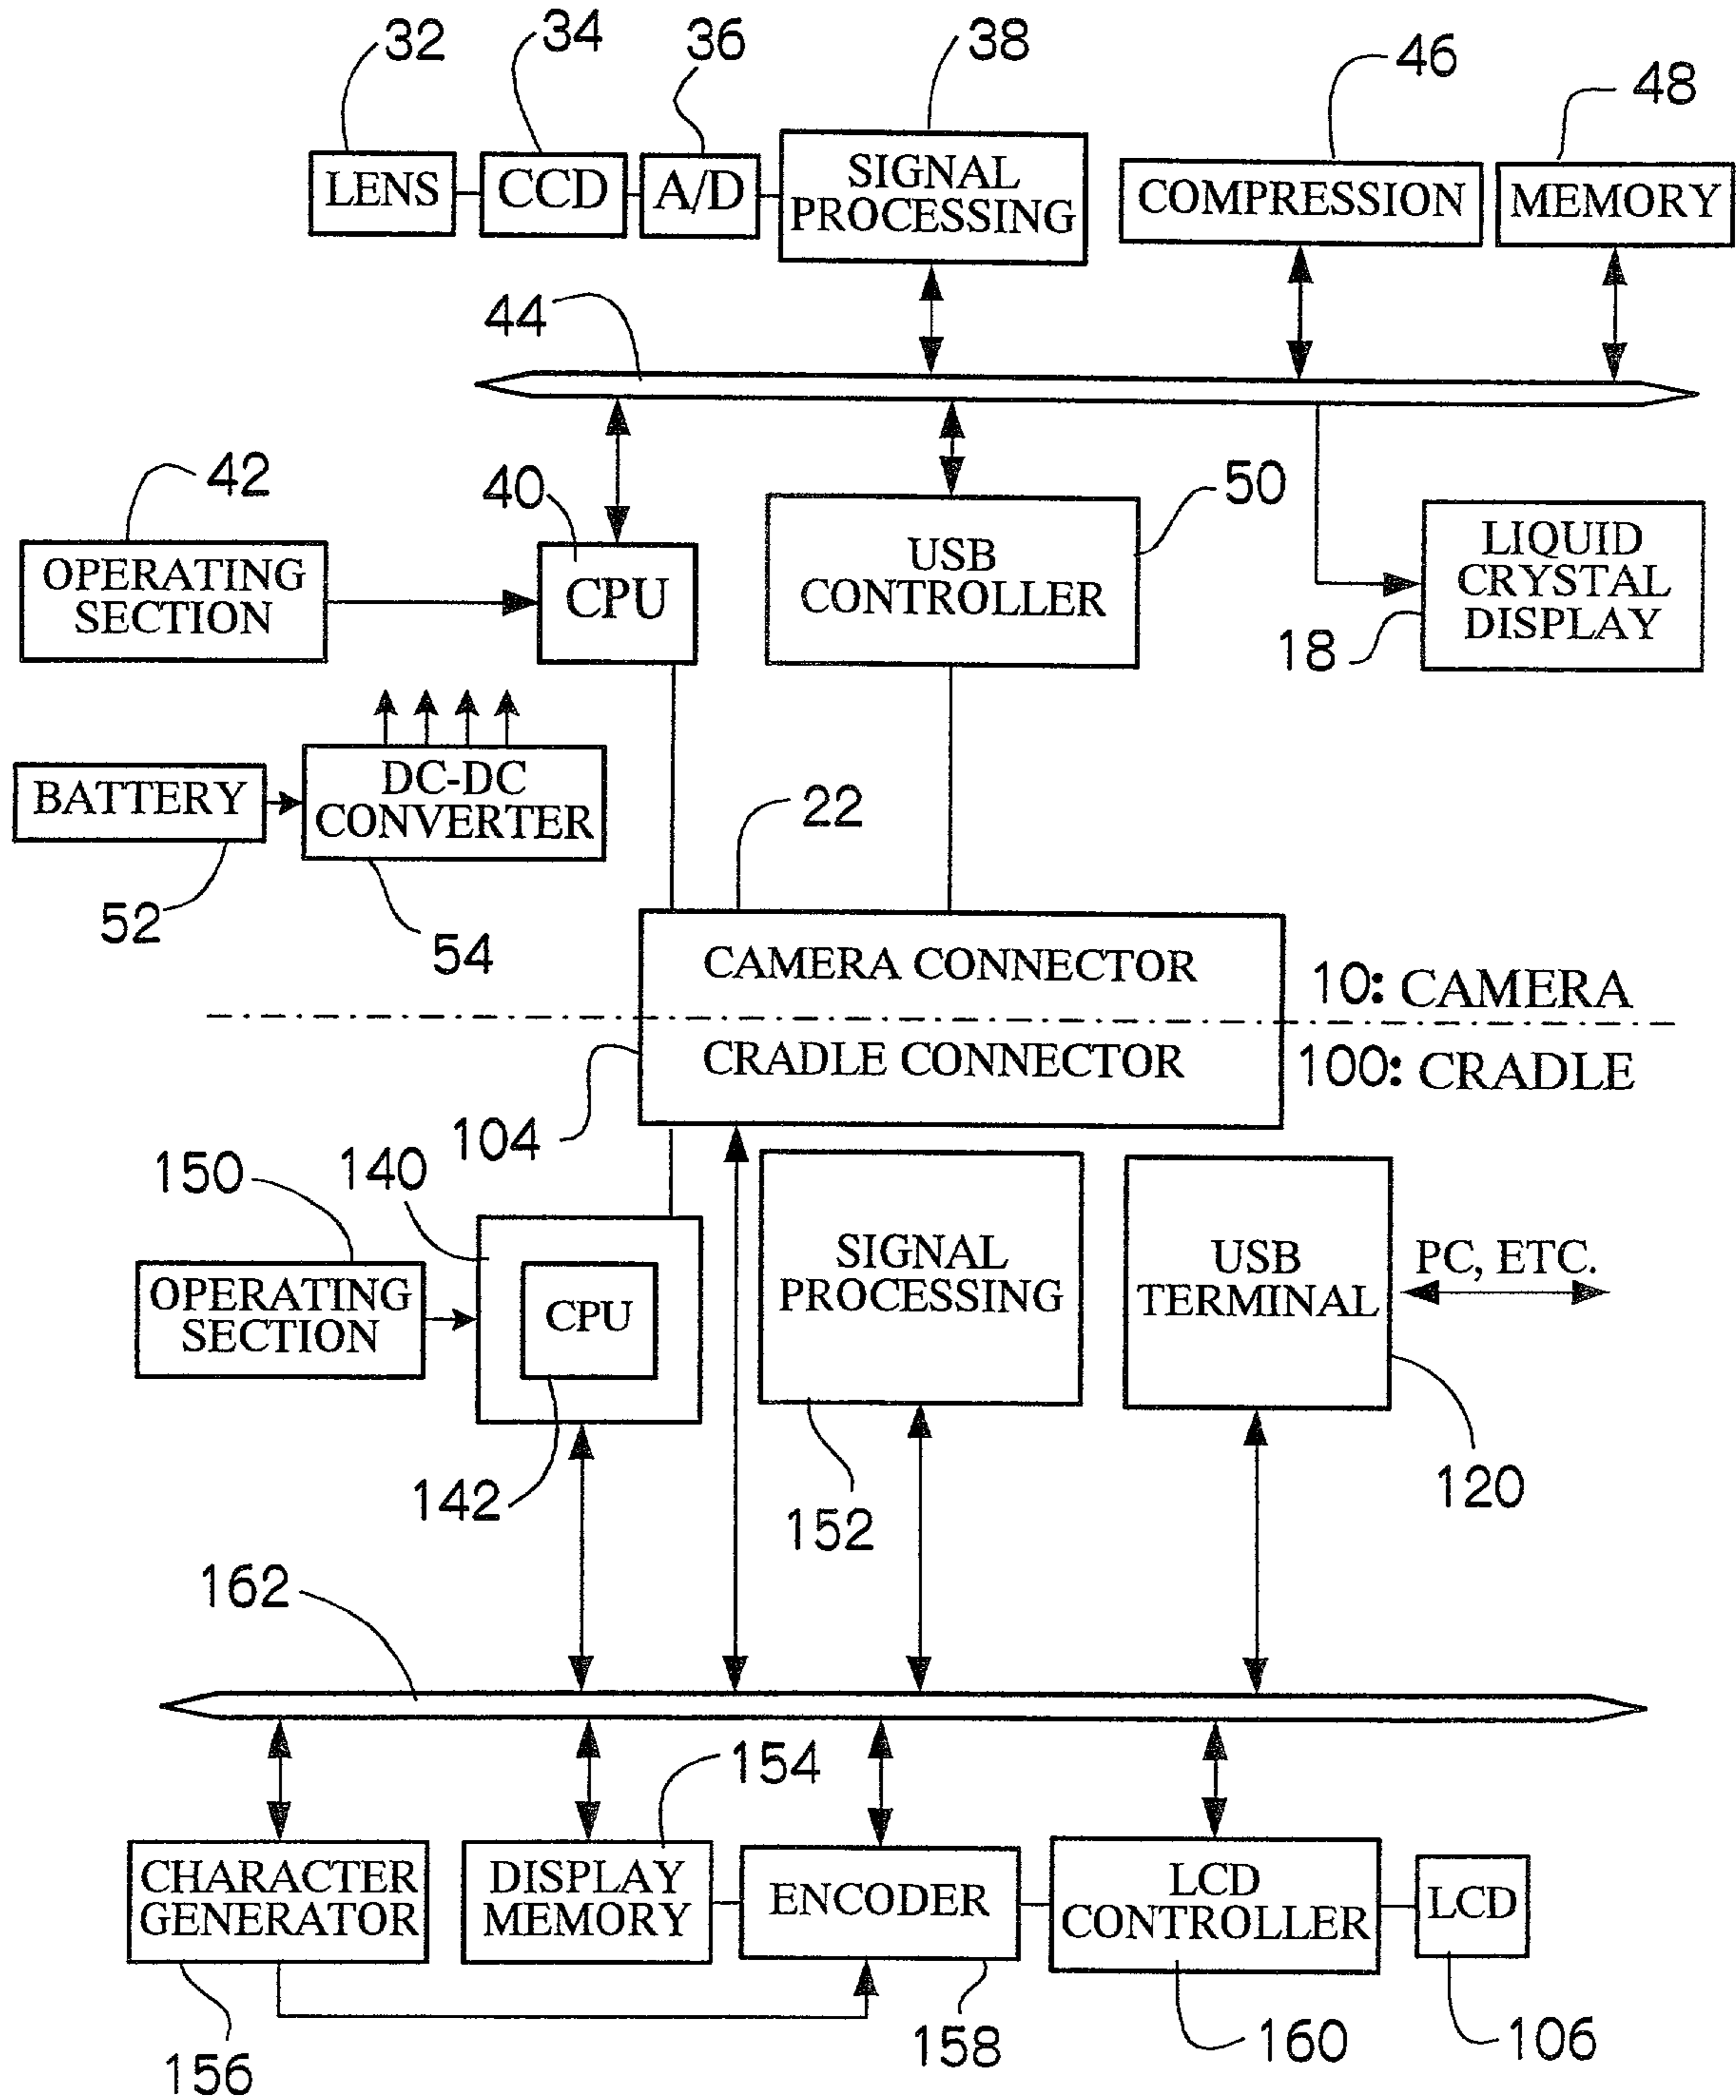 32
34
36
38
46
48
LENS
CCD
A/D
SIGNAL
PROCESSING
COMPRESSION
MEMORY
44
42
40
50
OPERATING
SECTION
CPU
USB
CONTROLLER
LIQUID
CRYSTAL
DISPLAY
18
BATTERY
DC-DC
CONVERTER
22
52
54
CAMERA CONNECTOR
10: CAMERA
CRADLE CONNECTOR
100: CRADLE
104
150
140
OPERATING
SECTION
CPU
SIGNAL
PROCESSING
USB
TERMINAL
PC, ETC.
142
152
120
162
154
CHARACTER
GENERATOR
DISPLAY
MEMORY
ENCODER
LCD
CONTROLLER
LCD
156
158
160
106